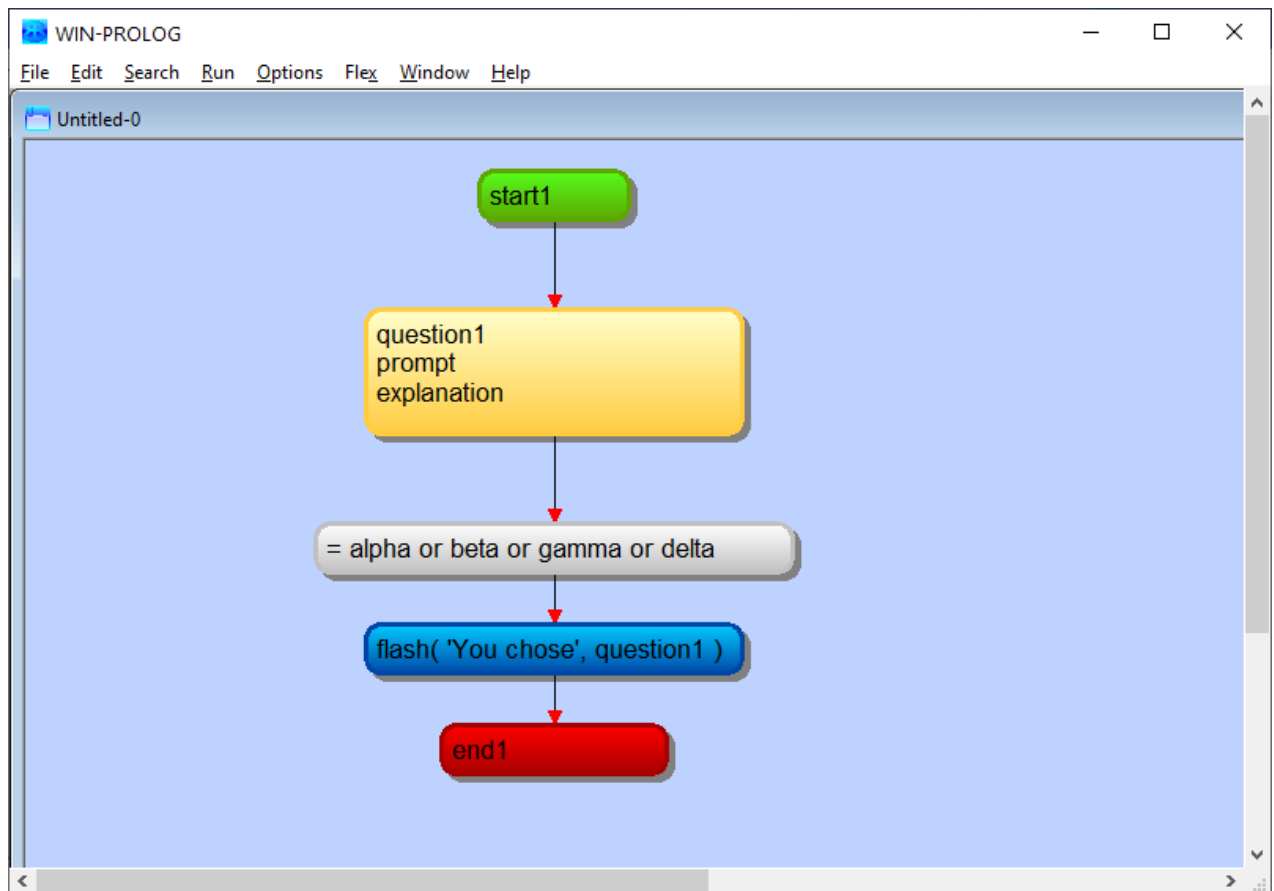 WIN-PROLOG
File Edit Search Run Options Flex Window Help
Untitled-0
start1
question1
prompt
explanation
= alpha or beta or gamma or delta
flash( 'You chose', question1 )
end1